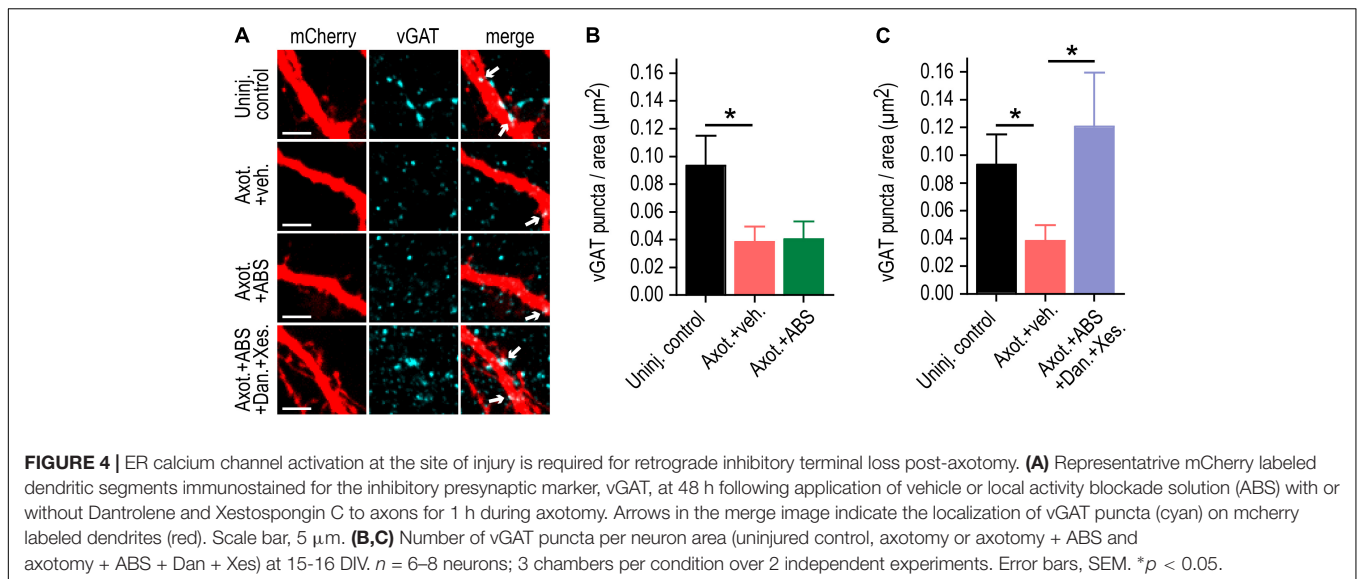 A
mCherry vGAT merge
Uninj. control
Axot. +veh.
Axot. +ABS
Axot.+ABS +Dan.+Xes.
B
vGAT puncta / area (µm²)
0.16
0.14
0.12
0.10
0.08
0.06
0.04
0.02
0.00
*
Uninj. control
Axot.+veh.
Axot.+ABS
C
vGAT puncta / area (µm²)
0.16
0.14
0.12
0.10
0.08
0.06
0.04
0.02
0.00
*
*
Uninj. control
Axot.+veh.
Axot.+ABS
+Dan.+Xes.
FIGURE 4 | ER calcium channel activation at the site of injury is required for retrograde inhibitory terminal loss post-axotomy. (A) Representative mCherry labeled
dendritic segments immunostained for the inhibitory presynaptic marker, vGAT, at 48 h following application of vehicle or local activity blockade solution (ABS) with or
without Dantrolene and Xestospongin C to axons for 1 h during axotomy. Arrows in the merge image indicate the localization of vGAT puncta (cyan) on mcherry
labeled dendrites (red). Scale bar, 5 µm. (B,C) Number of vGAT puncta per neuron area (uninjured control, axotomy or axotomy + ABS and
axotomy + ABS + Dan + Xes) at 15-16 DIV. n = 6–8 neurons; 3 chambers per condition over 2 independent experiments. Error bars, SEM. *p < 0.05.